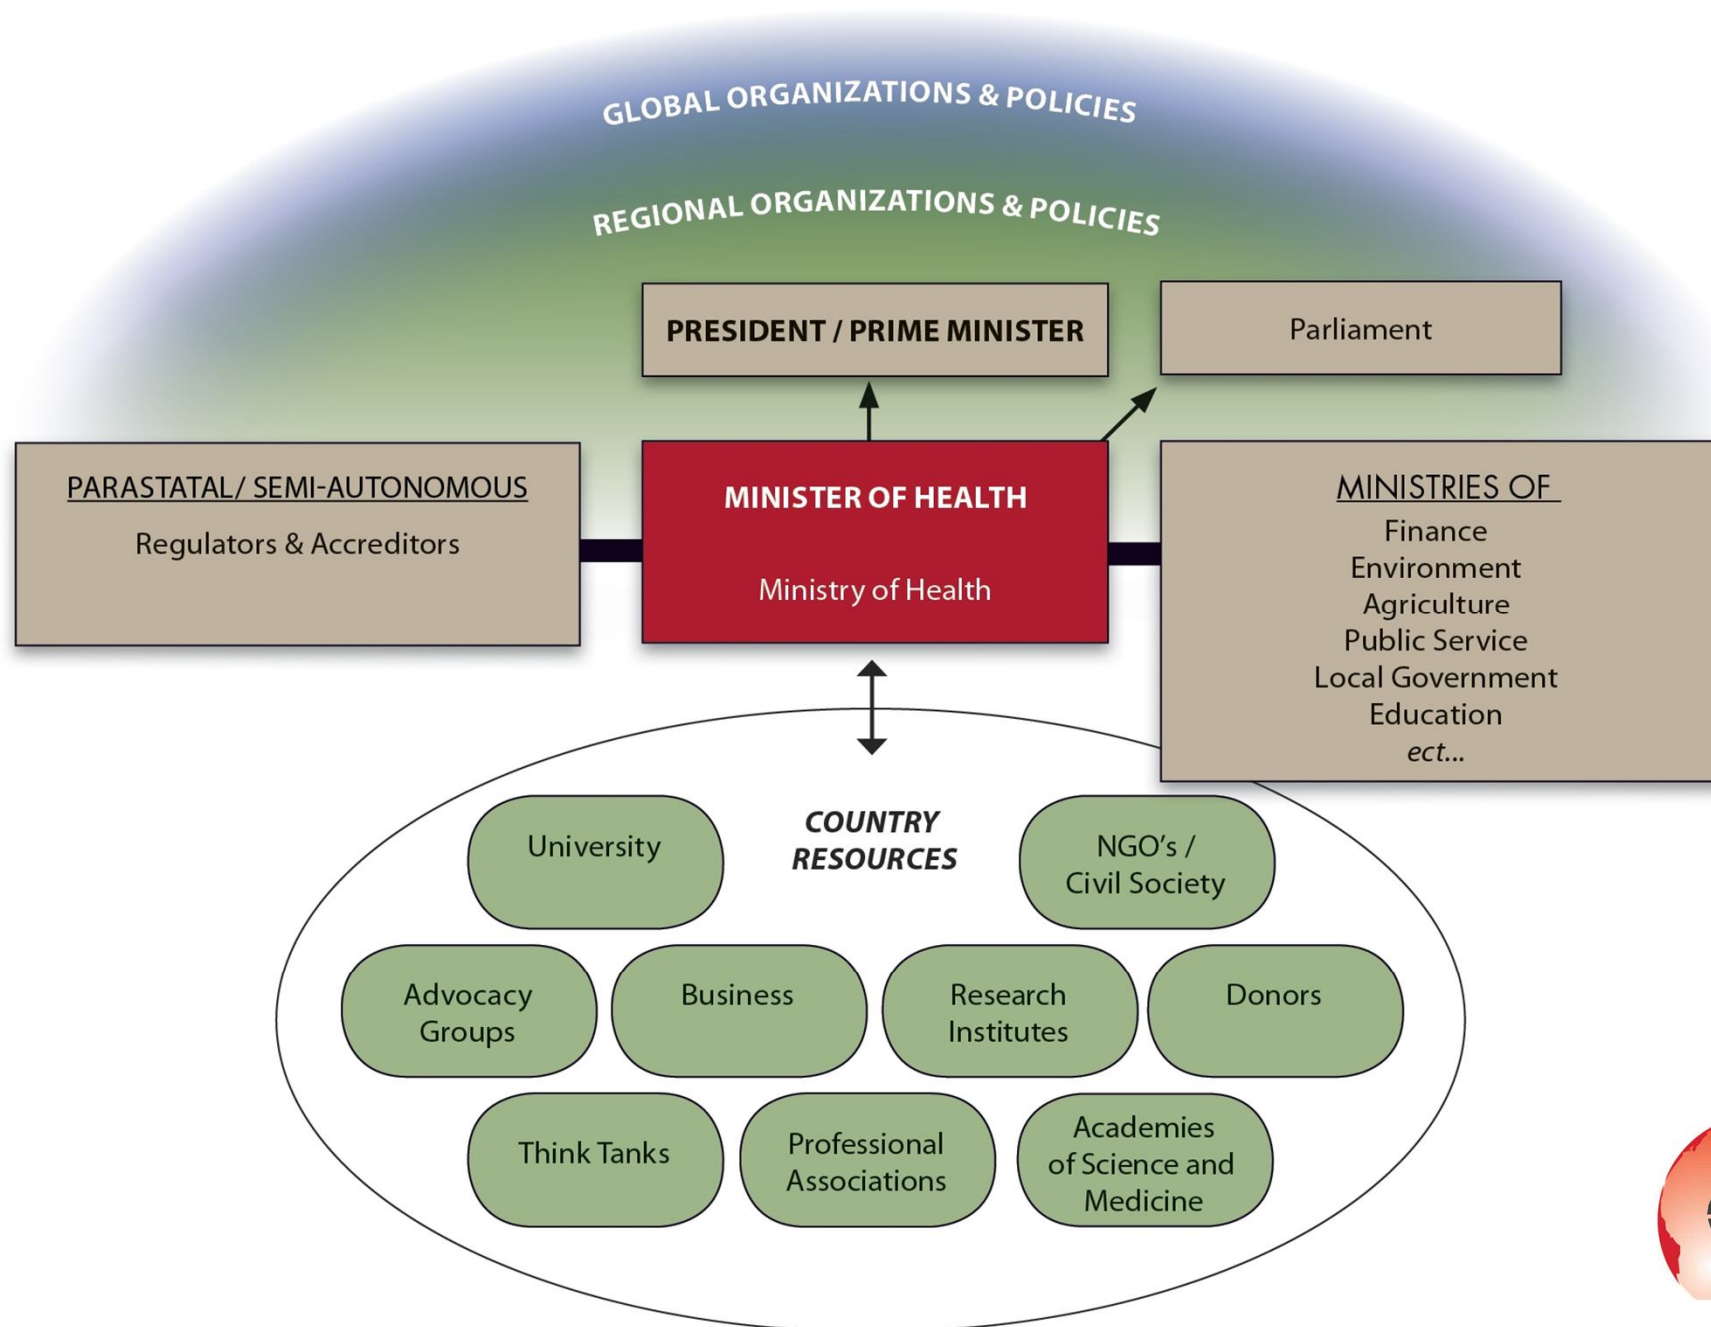 GLOBAL ORGANIZATIONS & POLICIES
REGIONAL ORGANIZATIONS & POLICIES
PRESIDENT / PRIME MINISTER
Parliament
PARASTATAL/ SEMI-AUTONOMOUS
Regulators & Accreditors
MINISTER OF HEALTH
Ministry of Health
MINISTRIES OF
Finance
Environment
Agriculture
Public Service
Local Government
Education
ect...
COUNTRY
RESOURCES
University
NGO's /
Civil Society
Advocacy
Groups
Business
Research
Institutes
Donors
Think Tanks
Professional
Associations
Academies
of Science and
Medicine